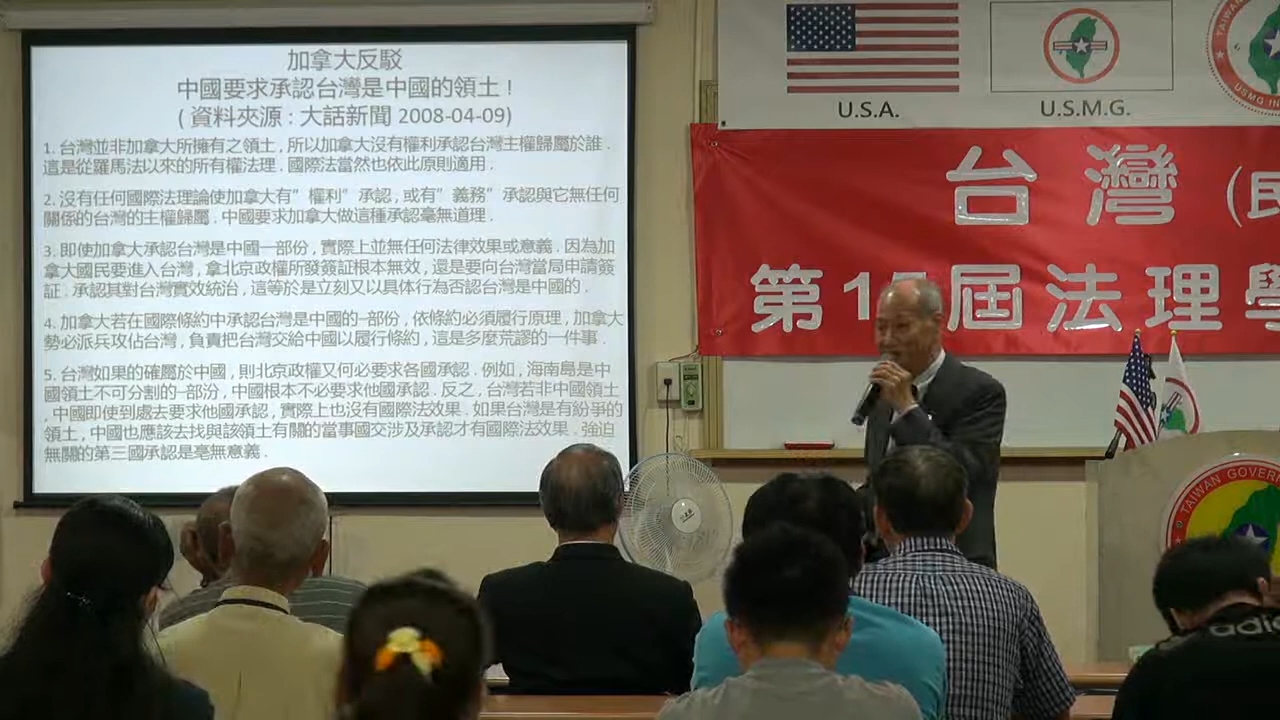 加拿大反駁
中國要求承認台灣是中國的領土！
( 資料來源 : 大話新聞 2008-04-09)
1. 台灣並非加拿大所擁有之領土 , 所以加拿大沒有權利承認台灣主權歸屬於誰 .
這是從羅馬法以來的所有權法理 . 國際法當然也依此原則適用 .
2. 沒有任何國際法理論使加拿大有” 權利” 承認 , 或有” 義務” 承認與它無任何
關係的台灣的主權歸屬 . 中國要求加拿大做這種承認毫無道理 .
3. 即使加拿大承認台灣是中國一部份 , 實際上並無任何法律效果或意義 . 因為加
拿大國民要進入台灣 , 拿北京政權所發簽証根本無效 , 還是要向台灣當局申請簽
証 . 承認其對台灣實效統治 , 這等於是立刻又以具体行為否認台灣是中國的 .
4. 加拿大若在國際條約中承認台灣是中國的一部份 , 依條約必須履行原理 , 加拿大
勢必派兵攻佔台灣 , 負責把台灣交給中國以履行條約 , 這是多麼荒謬的一件事 .
5. 台灣如果的確屬於中國 , 則北京政權又何必要求各國承認 . 例如 , 海南島是中
國領土不可分割的一部汾 , 中國根本不必要求他國承認 . 反之 , 台灣若非中國領土
, 中國即使到處去要求他國承認 , 實際上也沒有國際法效果 . 如果台灣是有紛爭的
領土 , 中國也應該去找與該領土有關的當事國交涉及承認才有國際法效果 . 強迫
無關的第三國承認是毫無意義 .
U.S.A.
U.S.M.G.
TAIWAN
USMG
台灣 (民
第1 屆法理學
TAIWAN GOVER
adidas